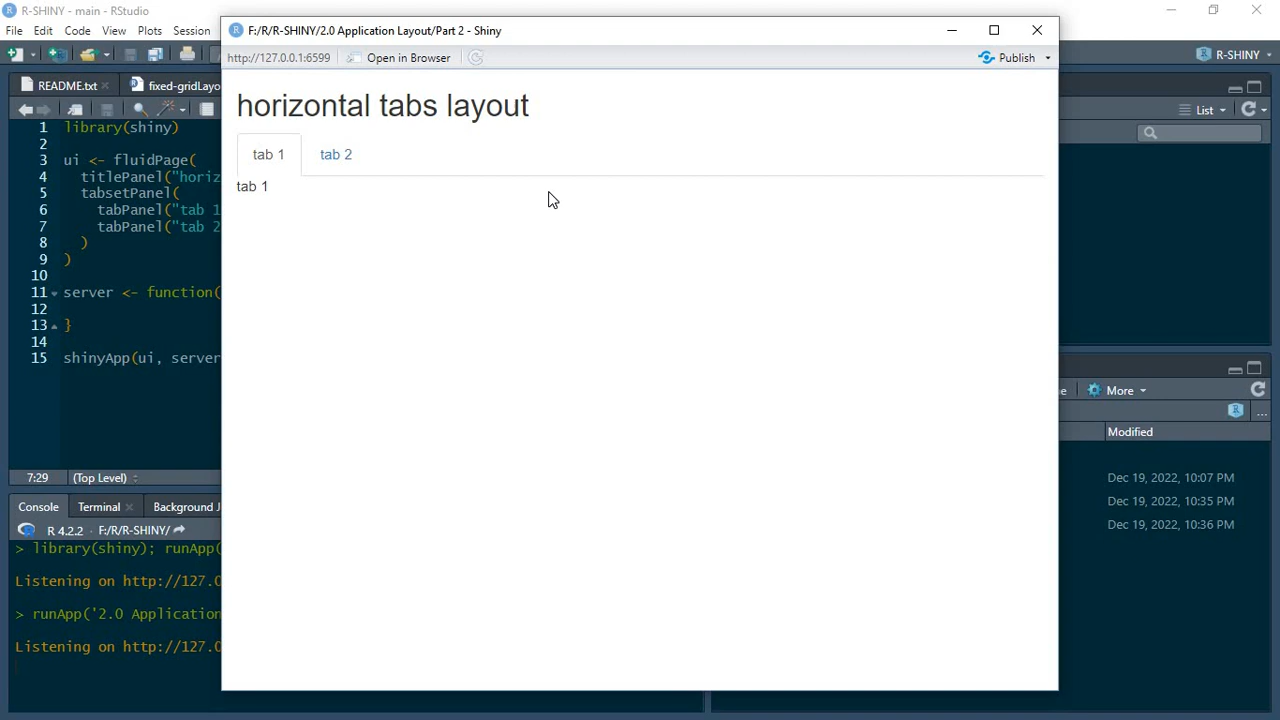 R-SHINY - main - RStudio
File Edit Code View Plots Session
F:/R/R-SHINY/2.0 Application Layout/Part 2 - Shiny
http://127.0.0.1:6599 Open in Browser Publish
R-SHINY
README.txt fixed-gridLayo
List
horizontal tabs layout
tab 1 tab 2
tab 1
1 library(shiny)
2
3 ui <- fluidPage(
4 titlePanel("horiz
5 tabsetPanel(
6 tabPanel("tab 1
7 tabPanel("tab 2
8 )
9 )
10
11 server <- function(
12
13 }
14
15 shinyApp(ui, server
7:29 (Top Level)
More
Modified
Dec 19, 2022, 10:07 PM
Dec 19, 2022, 10:35 PM
Dec 19, 2022, 10:36 PM
Console Terminal Background J
R 4.2.2 · F:/R/R-SHINY/
> library(shiny); runApp(
Listening on http://127.0
> runApp('2.0 Application
Listening on http://127.0